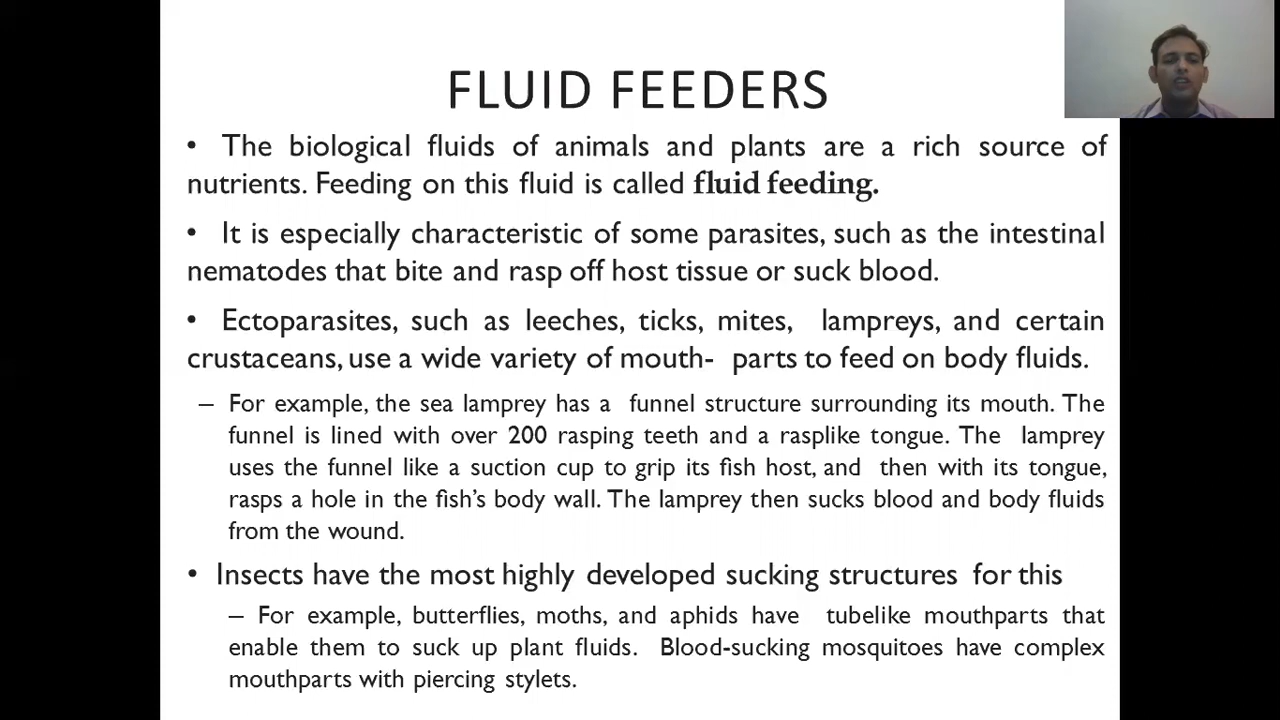 FLUID FEEDERS
• The biological fluids of animals and plants are a rich source of
nutrients. Feeding on this fluid is called fluid feeding.
• It is especially characteristic of some parasites, such as the intestinal
nematodes that bite and rasp off host tissue or suck blood.
• Ectoparasites, such as leeches, ticks, mites, lampreys, and certain
crustaceans, use a wide variety of mouth- parts to feed on body fluids.
– For example, the sea lamprey has a funnel structure surrounding its mouth. The
funnel is lined with over 200 rasping teeth and a rasplike tongue. The lamprey
uses the funnel like a suction cup to grip its fish host, and then with its tongue,
rasps a hole in the fish's body wall. The lamprey then sucks blood and body fluids
from the wound.
• Insects have the most highly developed sucking structures for this
– For example, butterflies, moths, and aphids have tubelike mouthparts that
enable them to suck up plant fluids. Blood-sucking mosquitoes have complex
mouthparts with piercing stylets.